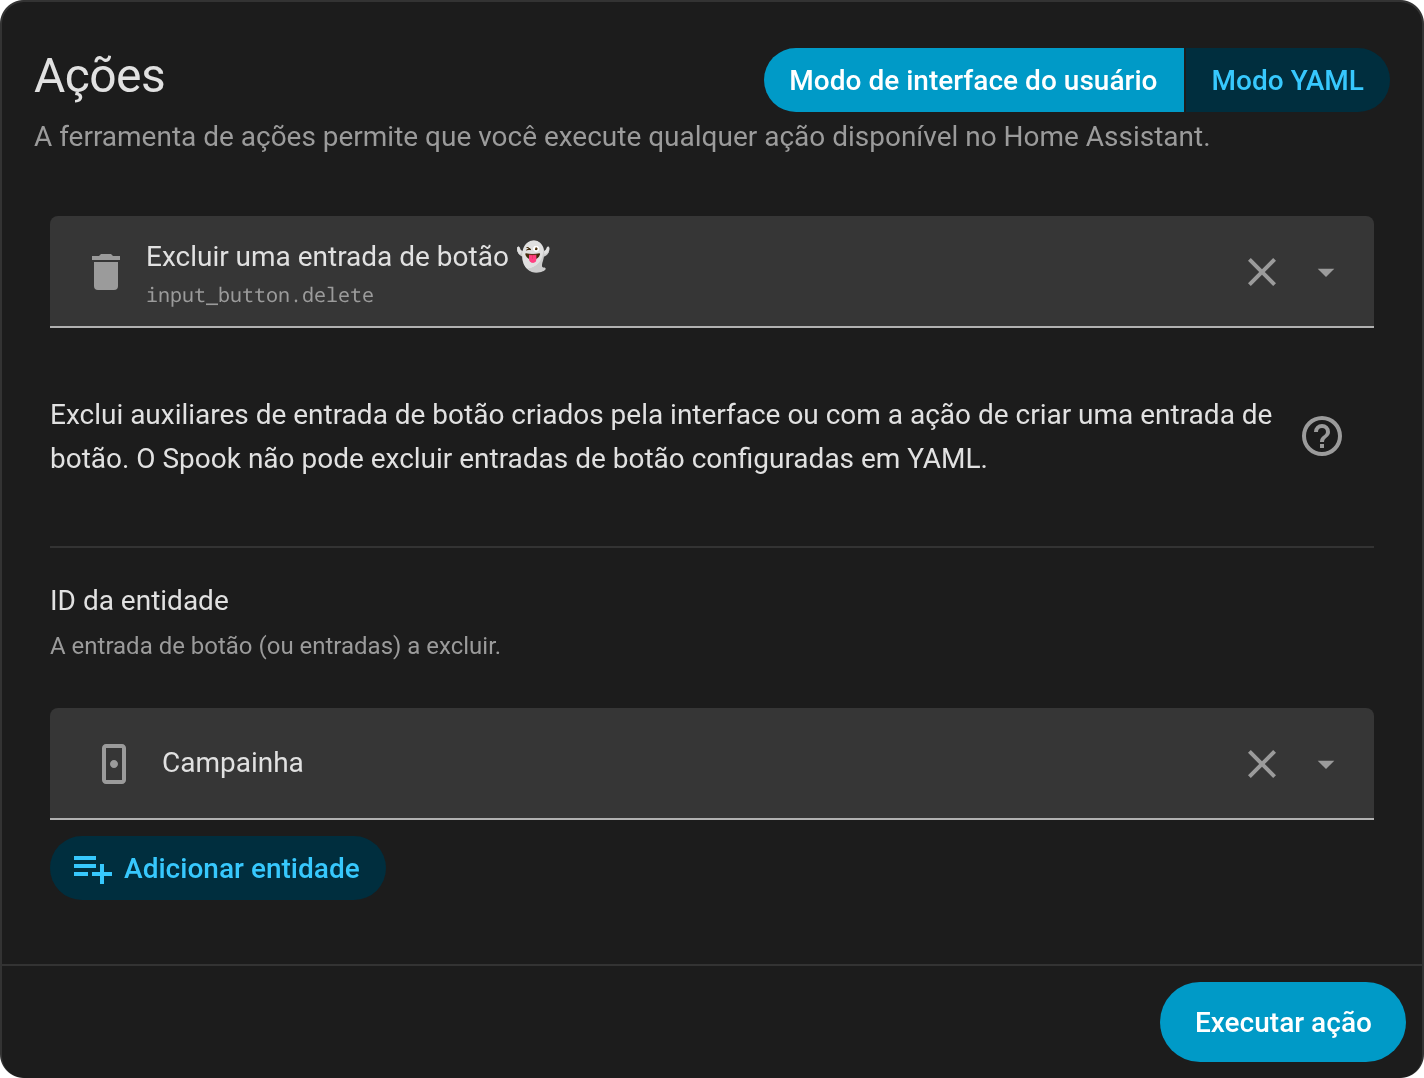 Ações
Modo de interface do usuário
Modo YAML
A ferramenta de ações permite que você execute qualquer ação disponível no Home Assistant.
Excluir uma entrada de botão 👻
input_button.delete
Exclui auxiliares de entrada de botão criados pela interface ou com a ação de criar uma entrada de
botão. O Spook não pode excluir entradas de botão configuradas em YAML.
ID da entidade
A entrada de botão (ou entradas) a excluir.
Campainha
Adicionar entidade
Executar ação